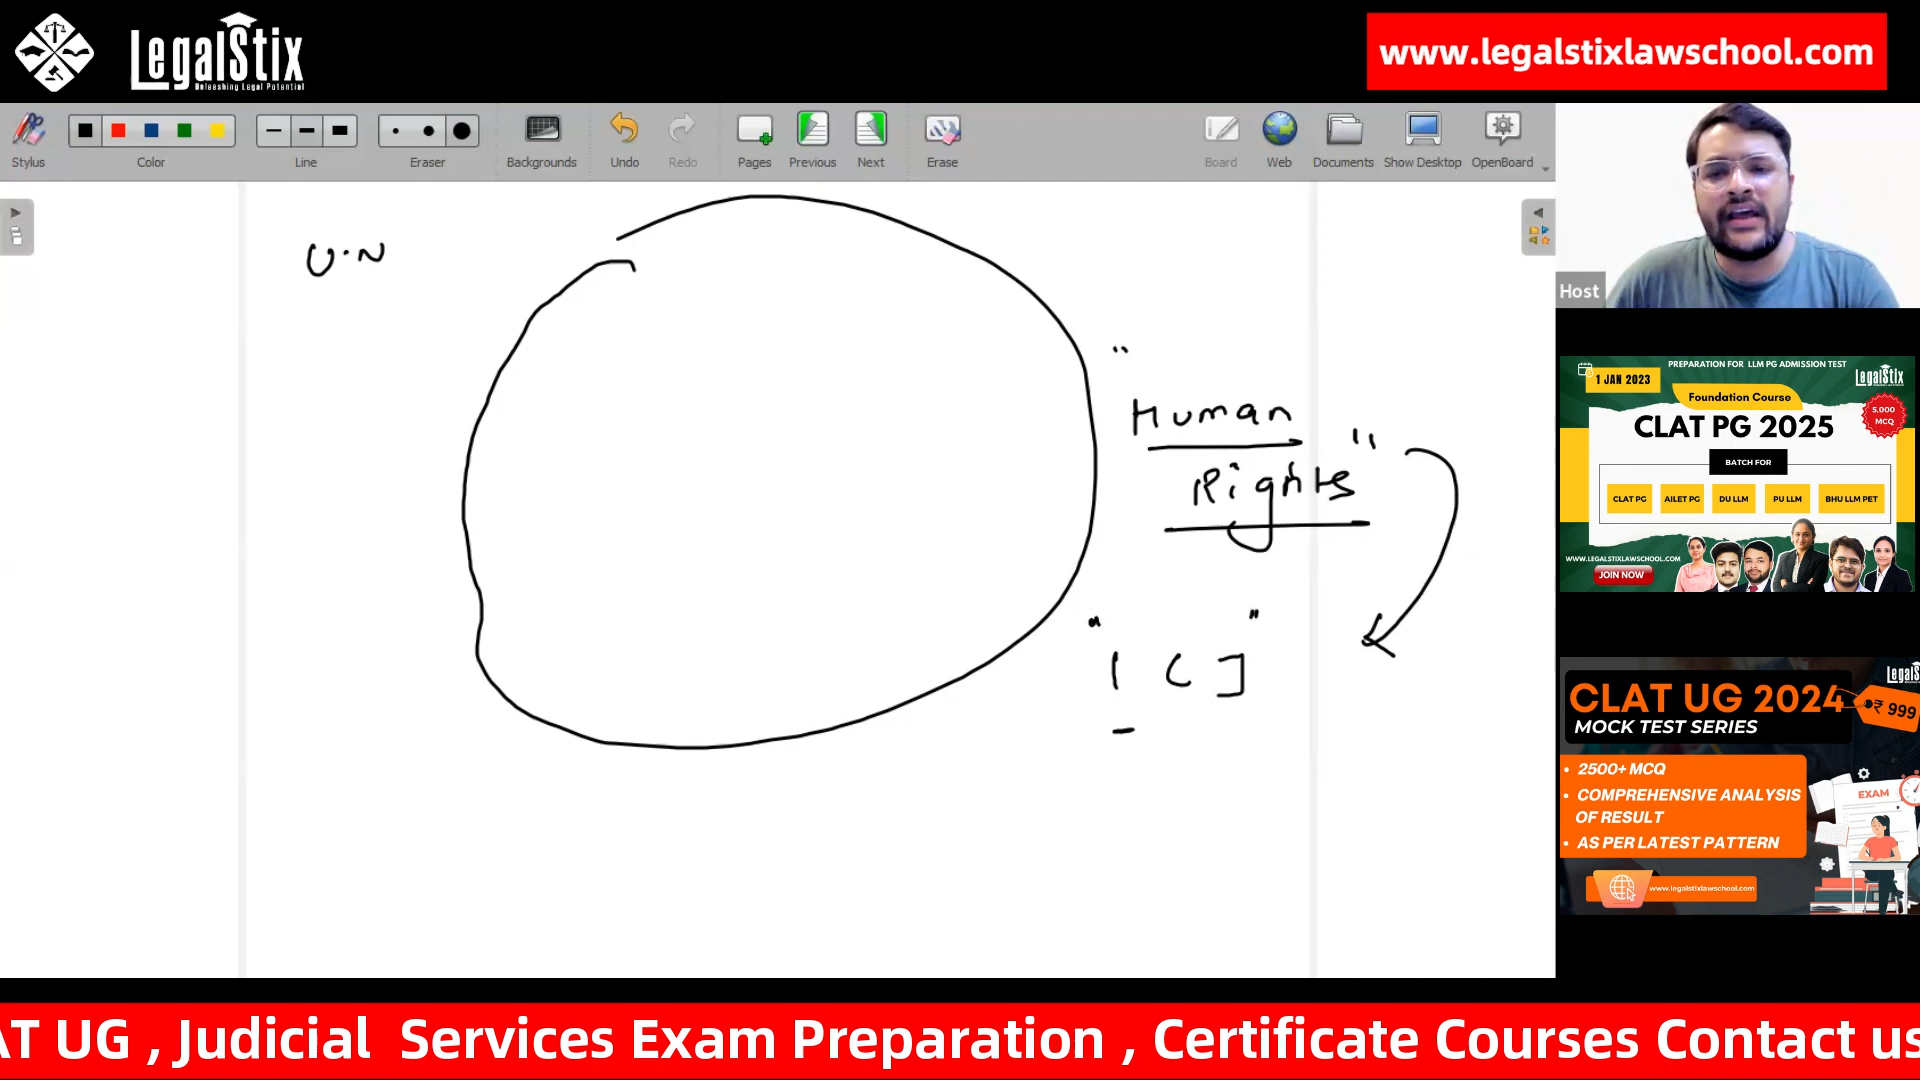 LegalStix
Unleashing Legal Potential
www.legalstixlawschool.com
Stylus
Color
Line
Eraser
Backgrounds
Undo
Redo
Pages
Previous
Next
Erase
Board
Web
Documents
Show Desktop
OpenBoard
U.N
"
Human
Rights"
" "
I C J
Host
PREPARATION FOR LLM PG ADMISSION TEST
1 JAN 2023
LegalStix
Foundation Course
5,000
MCQ
CLAT PG 2025
BATCH FOR
CLAT PG
AILET PG
DU LLM
PU LLM
BHU LLM PET
WWW.LEGALSTIXLAWSCHOOL.COM
JOIN NOW
LegalS
CLAT UG 2024
₹ 999
MOCK TEST SERIES
• 2500+ MCQ
• COMPREHENSIVE ANALYSIS
OF RESULT
• AS PER LATEST PATTERN
EXAM
www.legalstixlawschool.com
AT UG , Judicial Services Exam Preparation , Certificate Courses Contact us